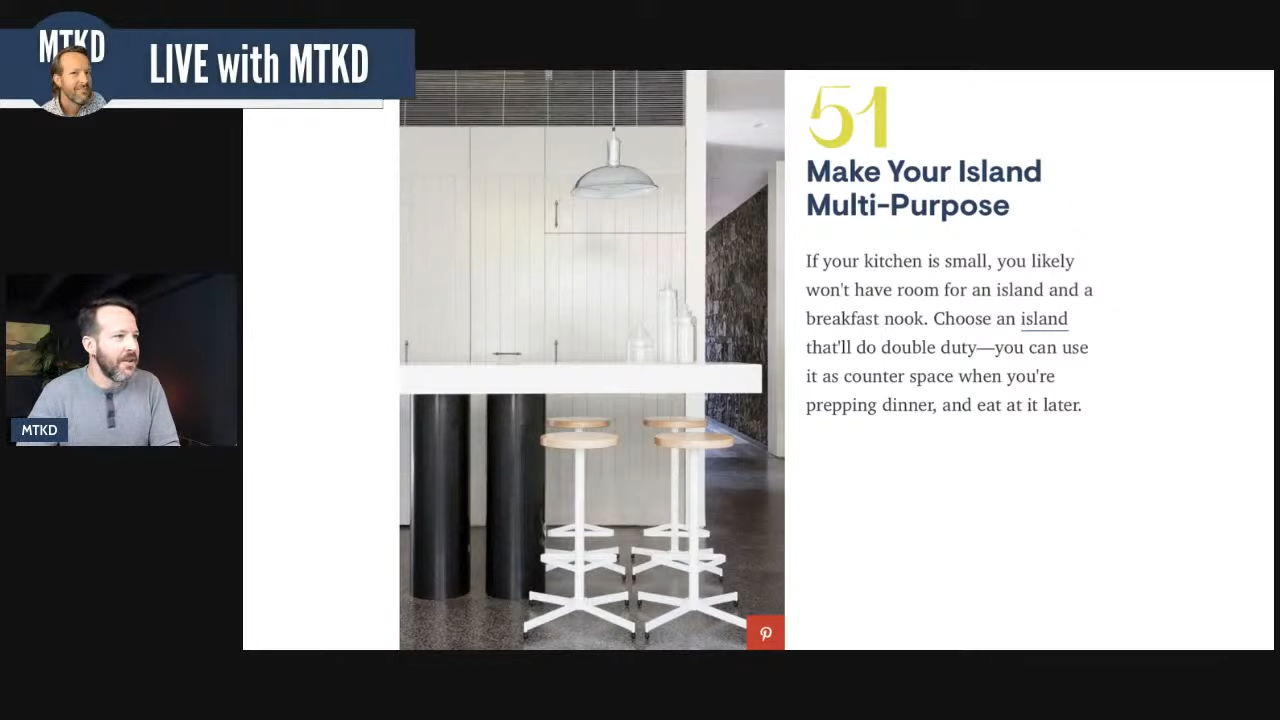 MTKD
LIVE with MTKD
51
Make Your Island
Multi-Purpose
If your kitchen is small, you likely
won't have room for an island and a
breakfast nook. Choose an island
that'll do double duty—you can use
it as counter space when you're
prepping dinner, and eat at it later.
MTKD